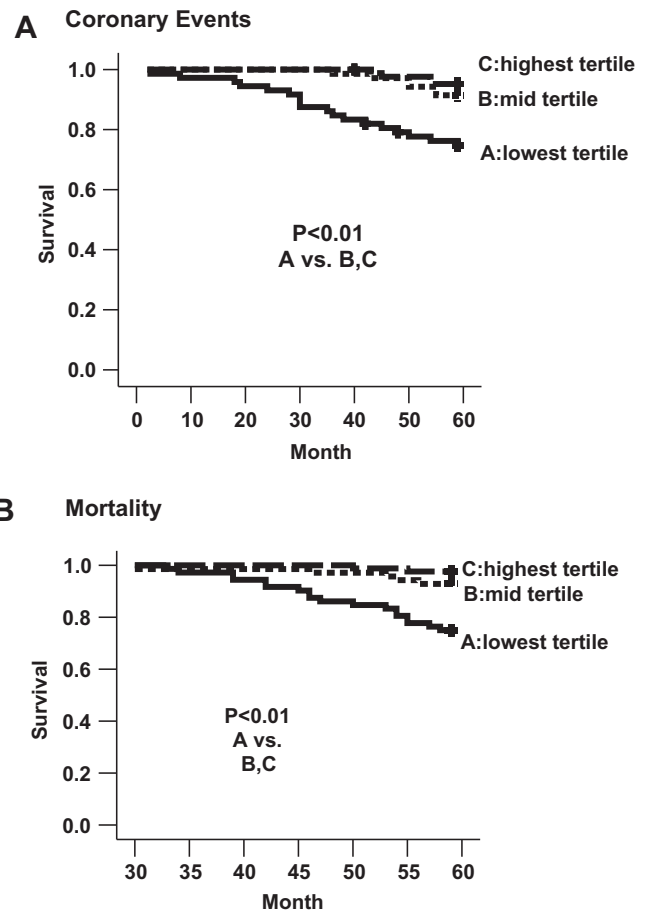 A
Coronary Events
1.0
0.8
0.6
0.4
0.2
0.0
Survival
C:highest tertile
B:mid tertile
A:lowest tertile
P<0.01
A vs. B,C
0 10 20 30 40 50 60
Month
B
Mortality
1.0
0.8
0.6
0.4
0.2
0.0
Survival
C:highest tertile
B:mid tertile
A:lowest tertile
P<0.01
A vs.
B,C
30 35 40 45 50 55 60
Month